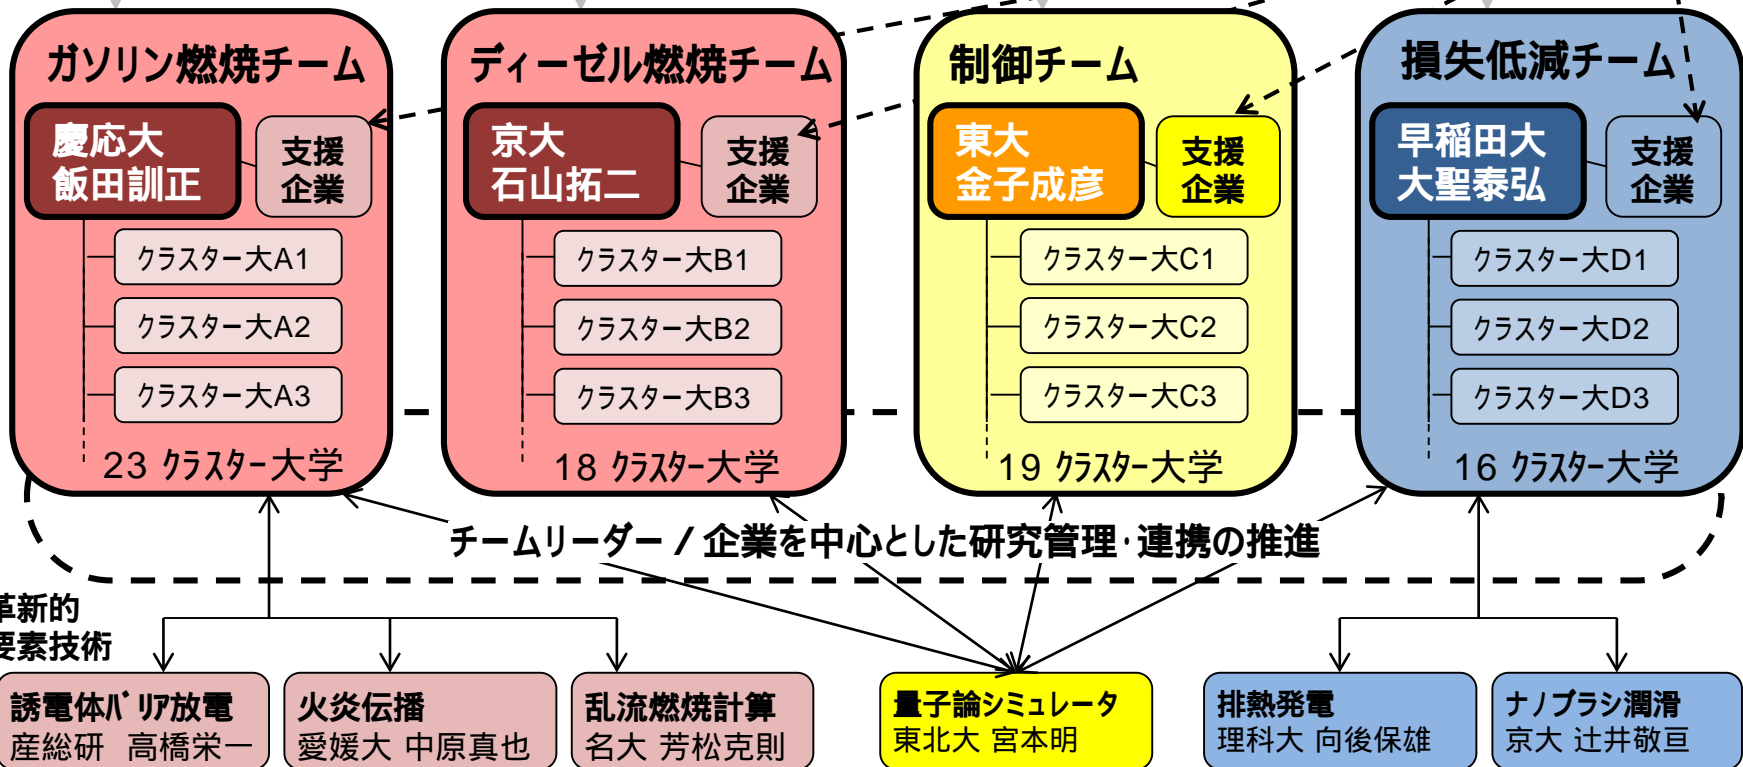 ガソリン燃焼チーム
慶応大
飯田訓正
支援
企業
クラスター大A1
クラスター大A2
クラスター大A3
23 クラスター大学
ディーゼル燃焼チーム
京大
石山拓二
支援
企業
クラスター大B1
クラスター大B2
クラスター大B3
18 クラスター大学
制御チーム
東大
金子成彦
支援
企業
クラスター大C1
クラスター大C2
クラスター大C3
19 クラスター大学
損失低減チーム
早稲田大
大聖泰弘
支援
企業
クラスター大D1
クラスター大D2
クラスター大D3
16 クラスター大学
チームリーダー / 企業を中心とした研究管理・連携の推進
革新的
要素技術
誘電体バリア放電
産総研 高橋栄一
火炎伝播
愛媛大 中原真也
乱流燃焼計算
名大 芳松克則
量子論シミュレータ
東北大 宮本明
排熱発電
理科大 向後保雄
ナノブラシ潤滑
京大 辻井敬亘